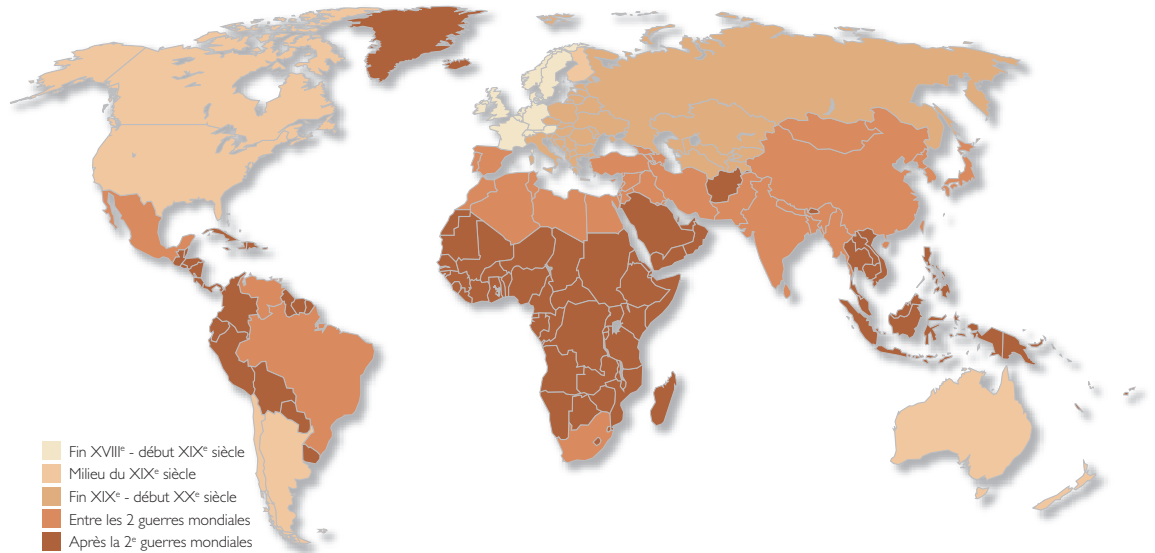 Fin XVIIIᵉ - début XIXᵉ siècle
Milieu du XIXᵉ siècle
Fin XIXᵉ - début XXᵉ siècle
Entre les 2 guerres mondiales
Après la 2ᵉ guerres mondiales